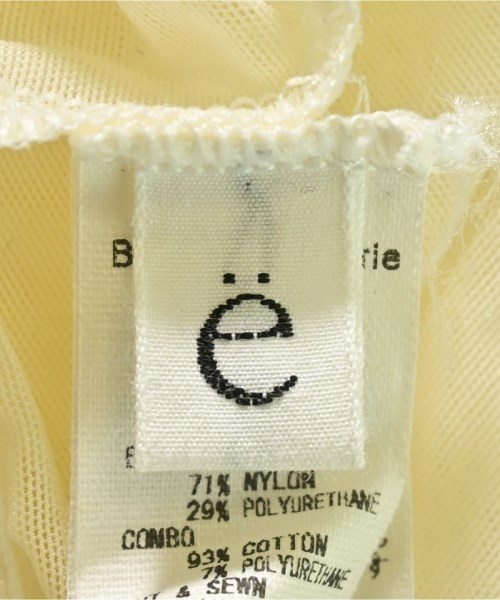 B rie
ë
71% NYLON
29% POLYURETHANE
COMBO
93% COTTON
7% POLYURETHANE
& SEWN